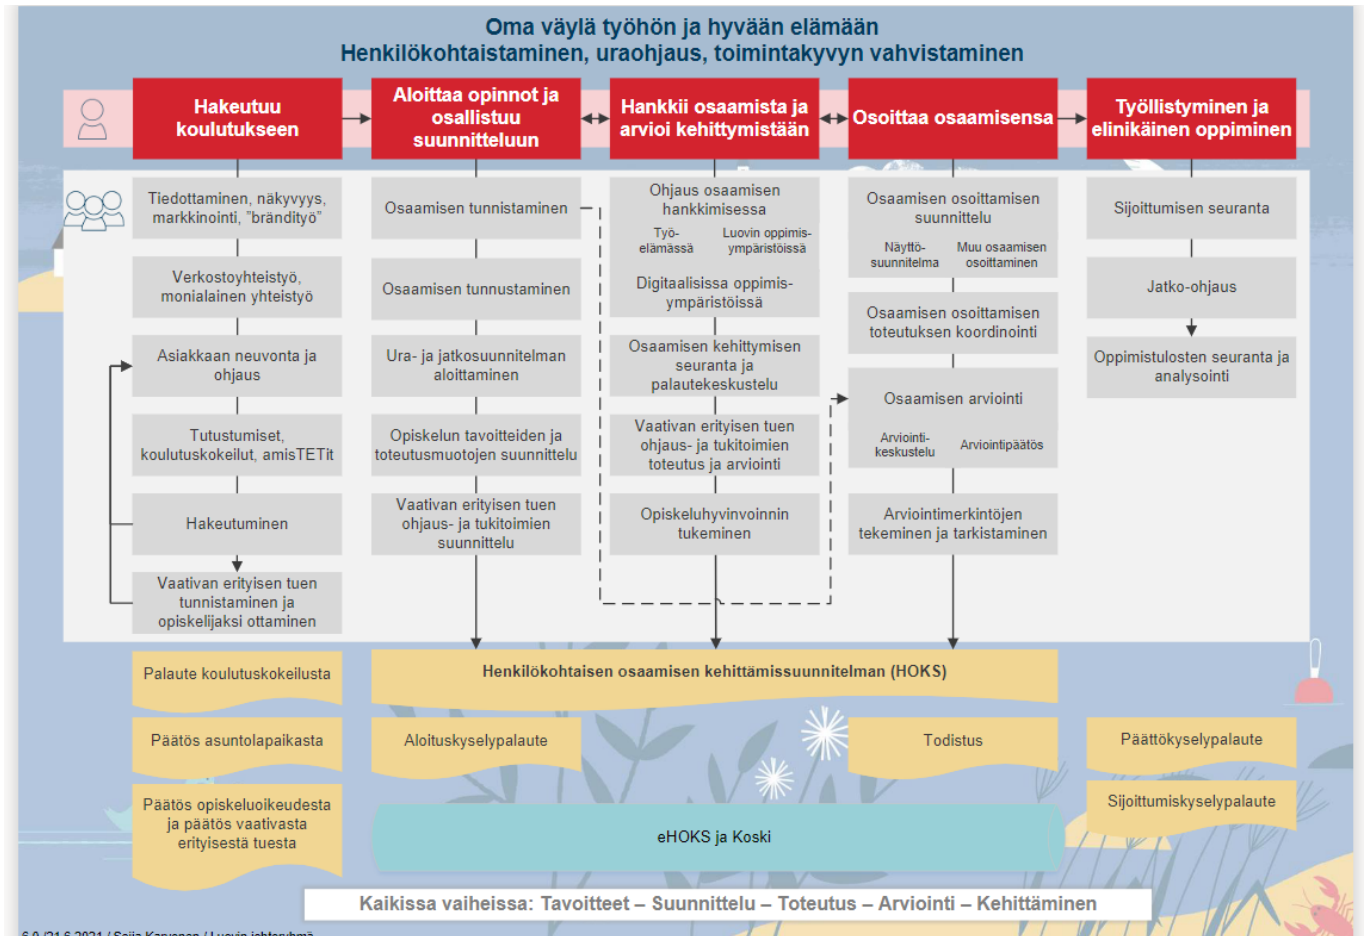 Oma väylä työhön ja hyvään elämään
Henkilökohtaistaminen, uraohjaus, toimintakyvyn vahvistaminen
Hakeutuu
koulutukseen
Aloittaa opinnot ja
osallistuu
suunnitteluun
Hankkii osaamista ja
arvioi kehittymistään
Osoittaa osaamisensa
Työllistyminen ja
elinikäinen oppiminen
Tiedottaminen, näkyvyys,
markkinointi, ”brändityö”
Verkostoyhteistyö,
monialainen yhteistyö
Asiakkaan neuvonta ja
ohjaus
Tutustumiset,
koulutuskokeilut, amisTETit
Hakeutuminen
Vaativan erityisen tuen
tunnistaminen ja
opiskelijaksi ottaminen
Osaamisen tunnistaminen
Osaamisen tunnustaminen
Ura- ja jatkosuunnitelman
aloittaminen
Opiskelun tavoitteiden ja
toteutusmuotojen suunnittelu
Vaativan erityisen tuen
ohjaus- ja tukitoimien
suunnittelu
Ohjaus osaamisen
hankkimisessa
Työ-
elämässä
Luovin oppimis-
ympäristöissä
Digitaalisissa oppimis-
ympäristöissä
Osaamisen kehittymisen
seuranta ja
palautekeskustelu
Vaativan erityisen tuen
ohjaus- ja tukitoimien
toteutus ja arviointi
Opiskeluhyvinvoinnin
tukeminen
Osaamisen osoittamisen
suunnittelu
Näyttö-
suunnitelma
Muu osaamisen
osoittaminen
Osaamisen osoittamisen
toteutuksen koordinointi
Osaamisen arviointi
Arviointi-
keskustelu
Arviointipäätös
Arviointimerkintöjen
tekeminen ja tarkistaminen
Sijoittumisen seuranta
Jatko-ohjaus
Oppimistulosten seuranta ja
analysointi
Palaute koulutuskokeilusta
Henkilökohtaisen osaamisen kehittämissuunnitelman (HOKS)
Päätös asuntolapaikasta
Aloituskyselypalaute
Todistus
Päättökyselypalaute
Päätös opiskeluoikeudesta
ja päätös vaativasta
erityisestä tuesta
Sijoittumiskyselypalaute
eHOKS ja Koski
Kaikissa vaiheissa: Tavoitteet – Suunnittelu – Toteutus – Arviointi – Kehittäminen